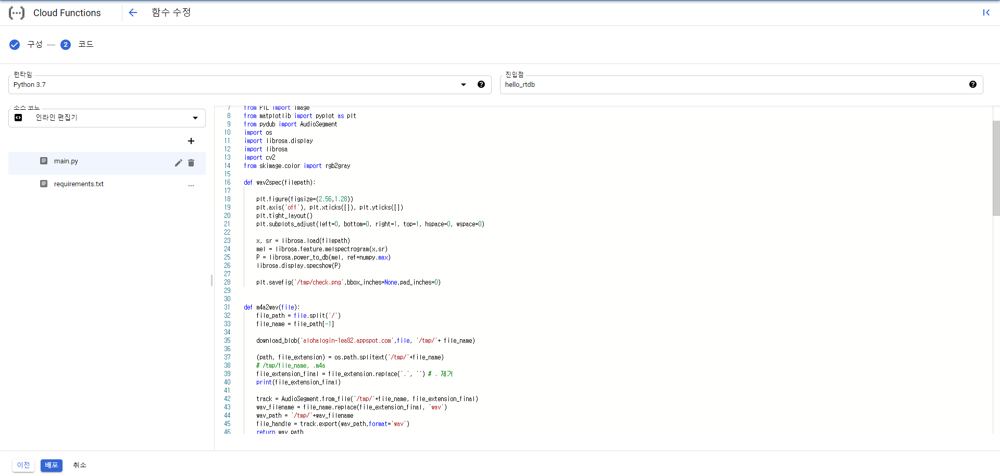 Cloud Functions
함수 수정
구성 — 2 코드
런타임
Python 3.7
진입점
hello_rtdb
소스 코드
인라인 편집기
main.py
requirements.txt
...
7 from PIL import Image
8 from matplotlib import pyplot as plt
9 from pydub import AudioSegment
10 import os
11 import librosa.display
12 import librosa
13 import cv2
14 from skimage.color import rgb2gray
15
16 def wav2spec(filepath):
17
18 plt.figure(figsize=(2.56,1.28))
19 plt.axis('off'), plt.xticks([]), plt.yticks([])
20 plt.tight_layout()
21 plt.subplots_adjust(left=0, bottom=0, right=1, top=1, hspace=0, wspace=0)
22
23 x, sr = librosa.load(filepath)
24 mel = librosa.feature.melspectrogram(x,sr)
25 P = librosa.power_to_db(mel, ref=numpy.max)
26 librosa.display.specshow(P)
27
28 plt.savefig('/tmp/check.png',bbox_inches=None,pad_inches=0)
29
30
31 def m4a2wav(file):
32 file_path = file.split('/')
33 file_name = file_path[-1]
34
35 download_blob('alohalogin-1ea82.appspot.com',file, '/tmp/'+ file_name)
36
37 (path, file_extension) = os.path.splitext('/tmp/'+file_name)
38 # /tmp/file_name, .m4a
39 file_extension_final = file_extension.replace('.', '') # . 제거
40 print(file_extension_final)
41
42 track = AudioSegment.from_file('/tmp/'+file_name, file_extension_final)
43 wav_filename = file_name.replace(file_extension_final, 'wav')
44 wav_path = '/tmp/'+wav_filename
45 file_handle = track.export(wav_path,format='wav')
46 return wav_path
이전
배포
취소